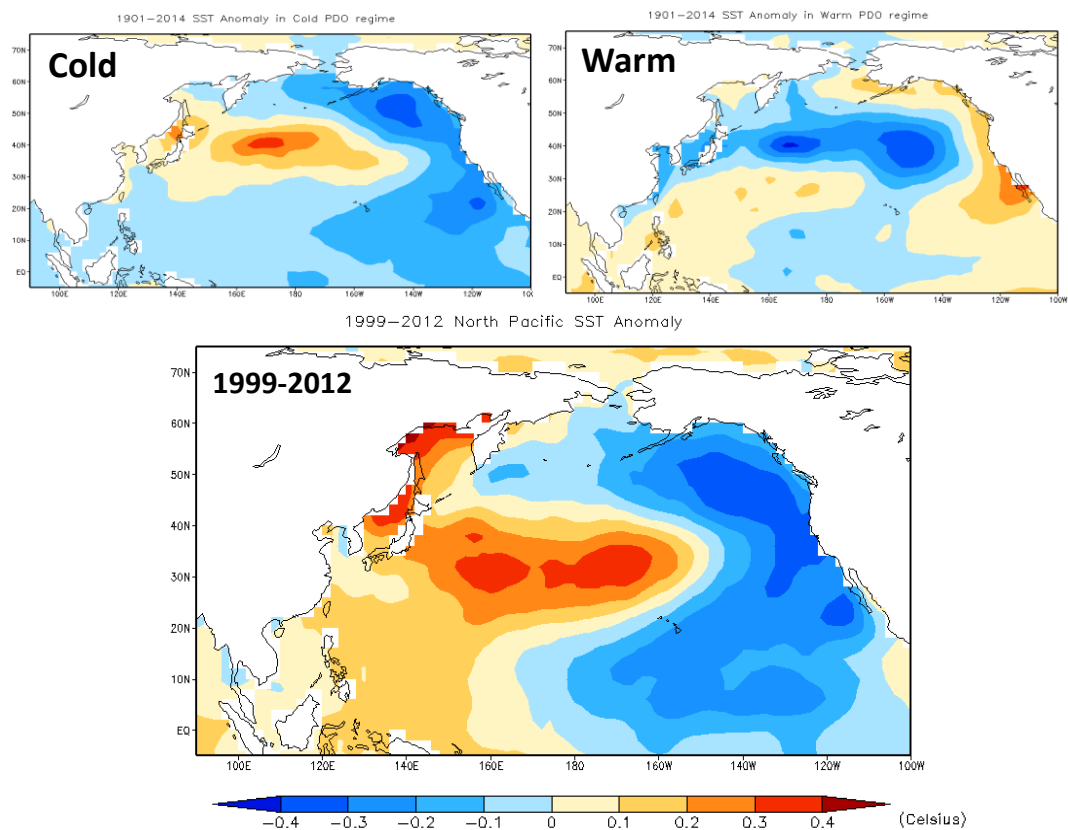 1901-2014 SST Anomaly in Cold PDO regime
Cold
70N
60N
50N
40N
30N
20N
10N
EQ
100E 120E 140E 160E 180 160W 140W 120W 100W
1901-2014 SST Anomaly in Warm PDO regime
Warm
70N
60N
50N
40N
30N
20N
10N
EQ
100E 120E 140E 160E 180 160W 140W 120W 100W
1999-2012 North Pacific SST Anomaly
1999-2012
70N
60N
50N
40N
30N
20N
10N
EQ
100E 120E 140E 160E 180 160W 140W 120W 100W
-0.4 -0.3 -0.2 -0.1 0 0.1 0.2 0.3 0.4 (Celsius)